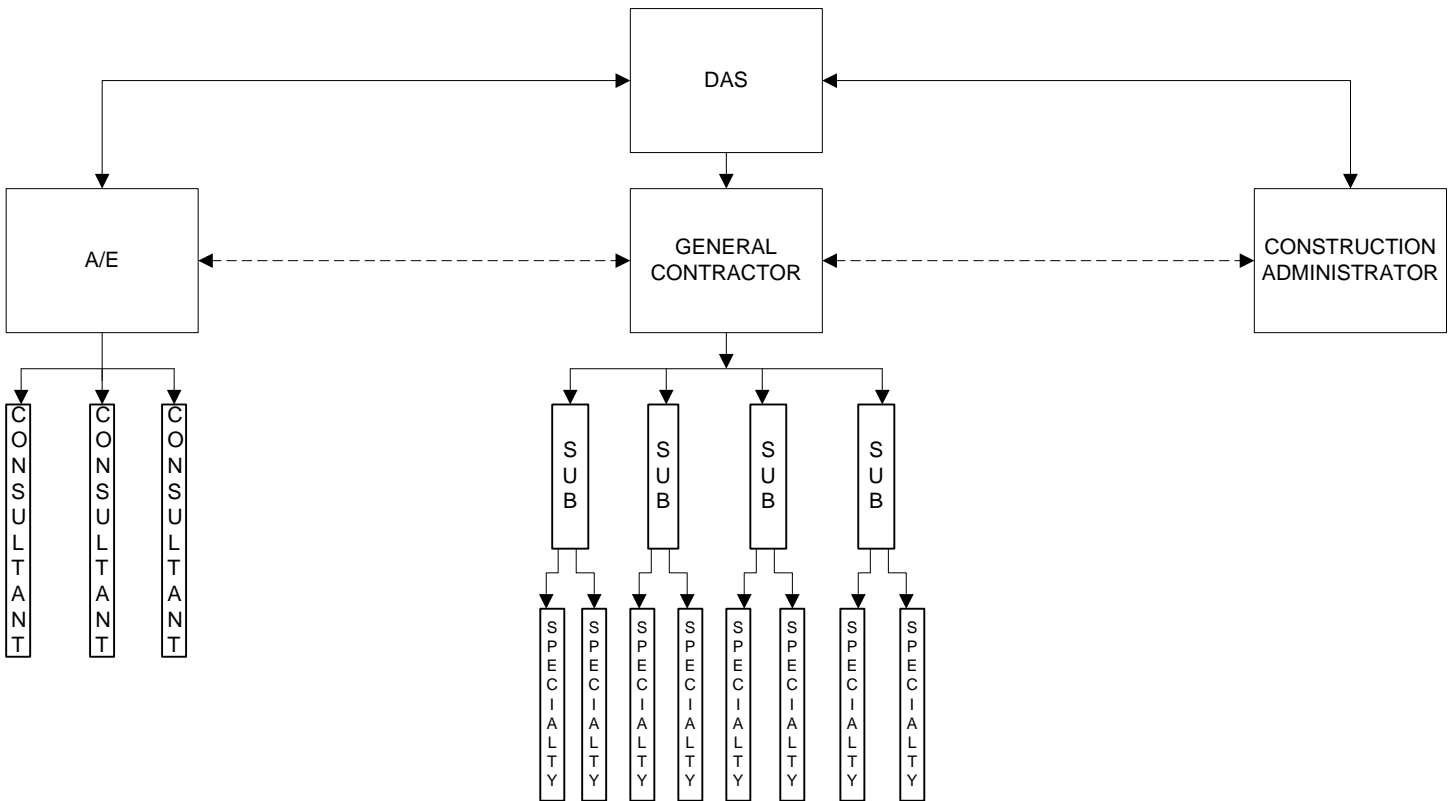 DAS
A/E
GENERAL
CONTRACTOR
CONSTRUCTION
ADMINISTRATOR
CONSULTANT
CONSULTANT
CONSULTANT
SUB
SUB
SUB
SUB
SPECIALTY
SPECIALTY
SPECIALTY
SPECIALTY
SPECIALTY
SPECIALTY
SPECIALTY
SPECIALTY